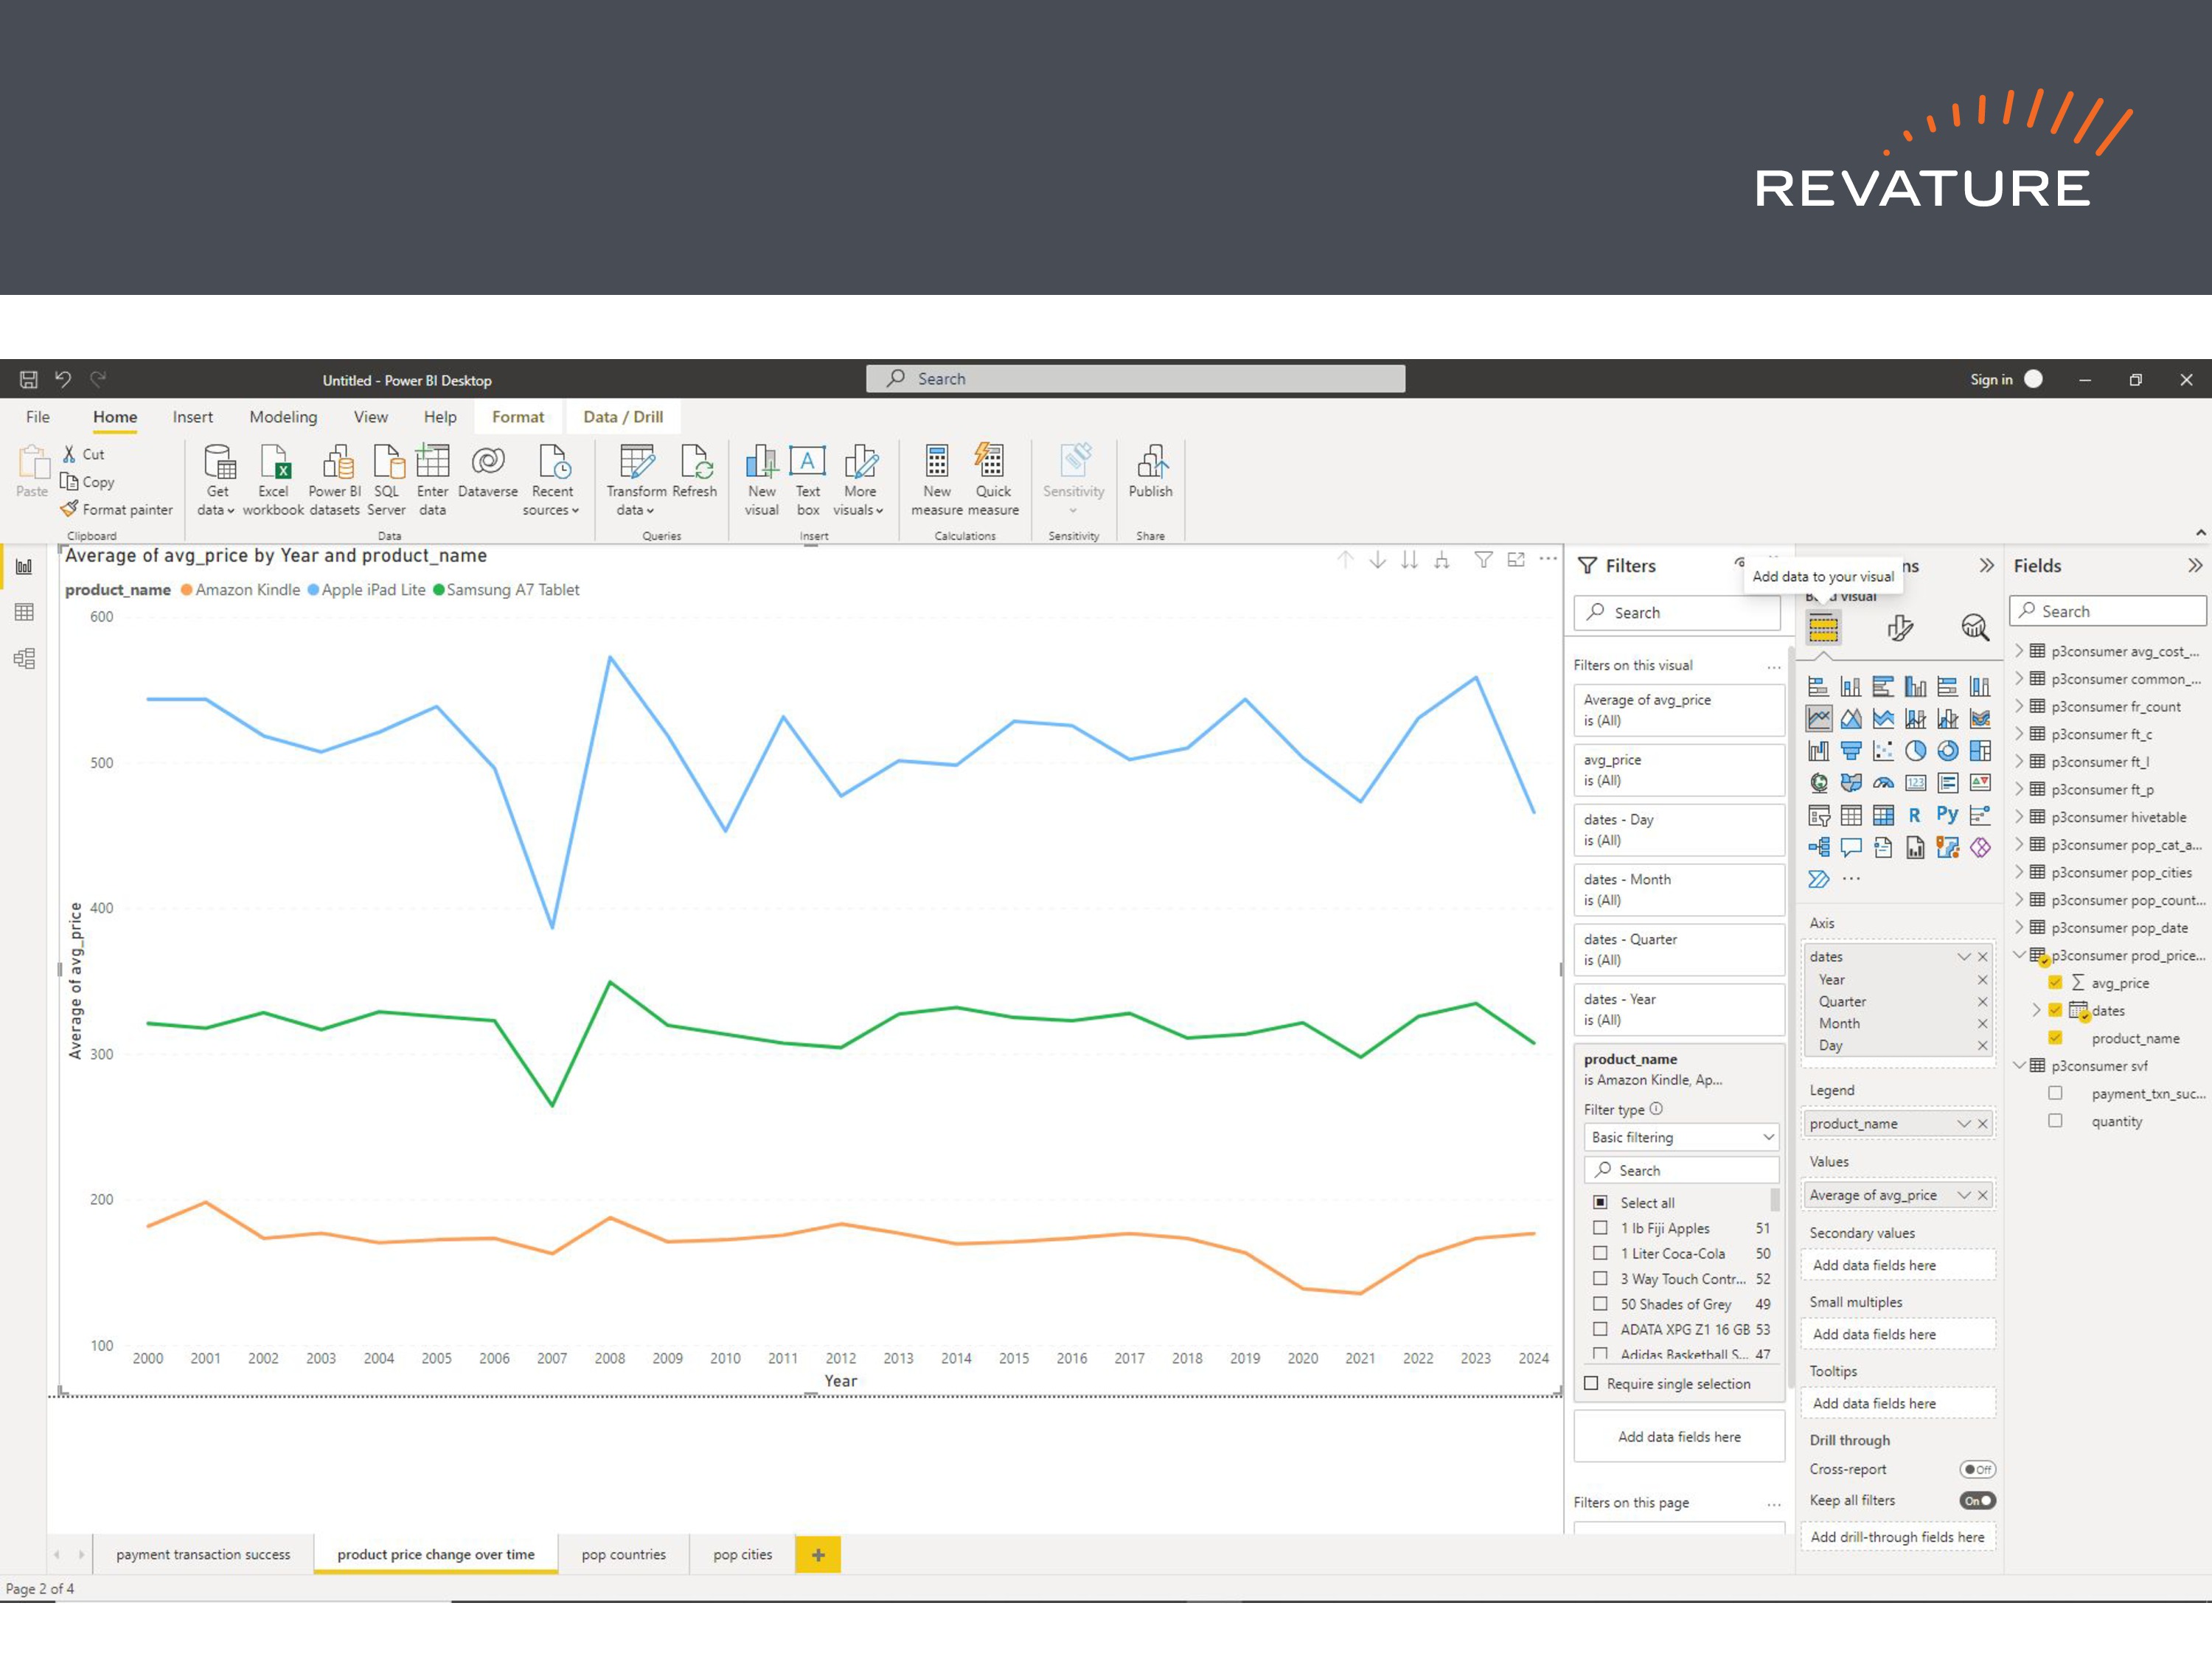 REVATURE
Untitled - Power BI Desktop
Search
Sign in
File Home Insert Modeling View Help Format Data / Drill
Paste
Cut
Copy
Format painter
Clipboard
Get data
Excel workbook
Power BI datasets
SQL Server
Enter data
Dataverse
Recent sources
Data
Transform data
Refresh
Queries
New visual
Text box
More visuals
Insert
New measure
Quick measure
Calculations
Sensitivity
Sensitivity
Publish
Share
Average of avg_price by Year and product_name
product_name Amazon Kindle Apple iPad Lite Samsung A7 Tablet
600
500
400
300
200
100
Average of avg_price
2000 2001 2002 2003 2004 2005 2006 2007 2008 2009 2010 2011 2012 2013 2014 2015 2016 2017 2018 2019 2020 2021 2022 2023 2024
Year
Filters
Search
Filters on this visual ...
Average of avg_price
is (All)
avg_price
is (All)
dates - Day
is (All)
dates - Month
is (All)
dates - Quarter
is (All)
dates - Year
is (All)
product_name
is Amazon Kindle, Ap...
Filter type
Basic filtering
Search
Select all
1 lb Fiji Apples 51
1 Liter Coca-Cola 50
3 Way Touch Contr... 52
50 Shades of Grey 49
ADATA XPG Z1 16 GB 53
Adidas Basketball S... 47
Require single selection
Add data fields here
Filters on this page ...
Add data to your visual
ns
visual
R Py
123
Axis
dates
Year
Quarter
Month
Day
Legend
product_name
Values
Average of avg_price
Secondary values
Add data fields here
Small multiples
Add data fields here
Tooltips
Add data fields here
Drill through
Cross-report Off
Keep all filters On
Add drill-through fields here
Fields
Search
p3consumer avg_cost_...
p3consumer common_...
p3consumer fr_count
p3consumer ft_c
p3consumer ft_l
p3consumer ft_p
p3consumer hivetable
p3consumer pop_cat_a...
p3consumer pop_cities
p3consumer pop_count...
p3consumer pop_date
p3consumer prod_price...
avg_price
dates
product_name
p3consumer svf
payment_txn_suc...
quantity
payment transaction success
product price change over time
pop countries
pop cities
Page 2 of 4